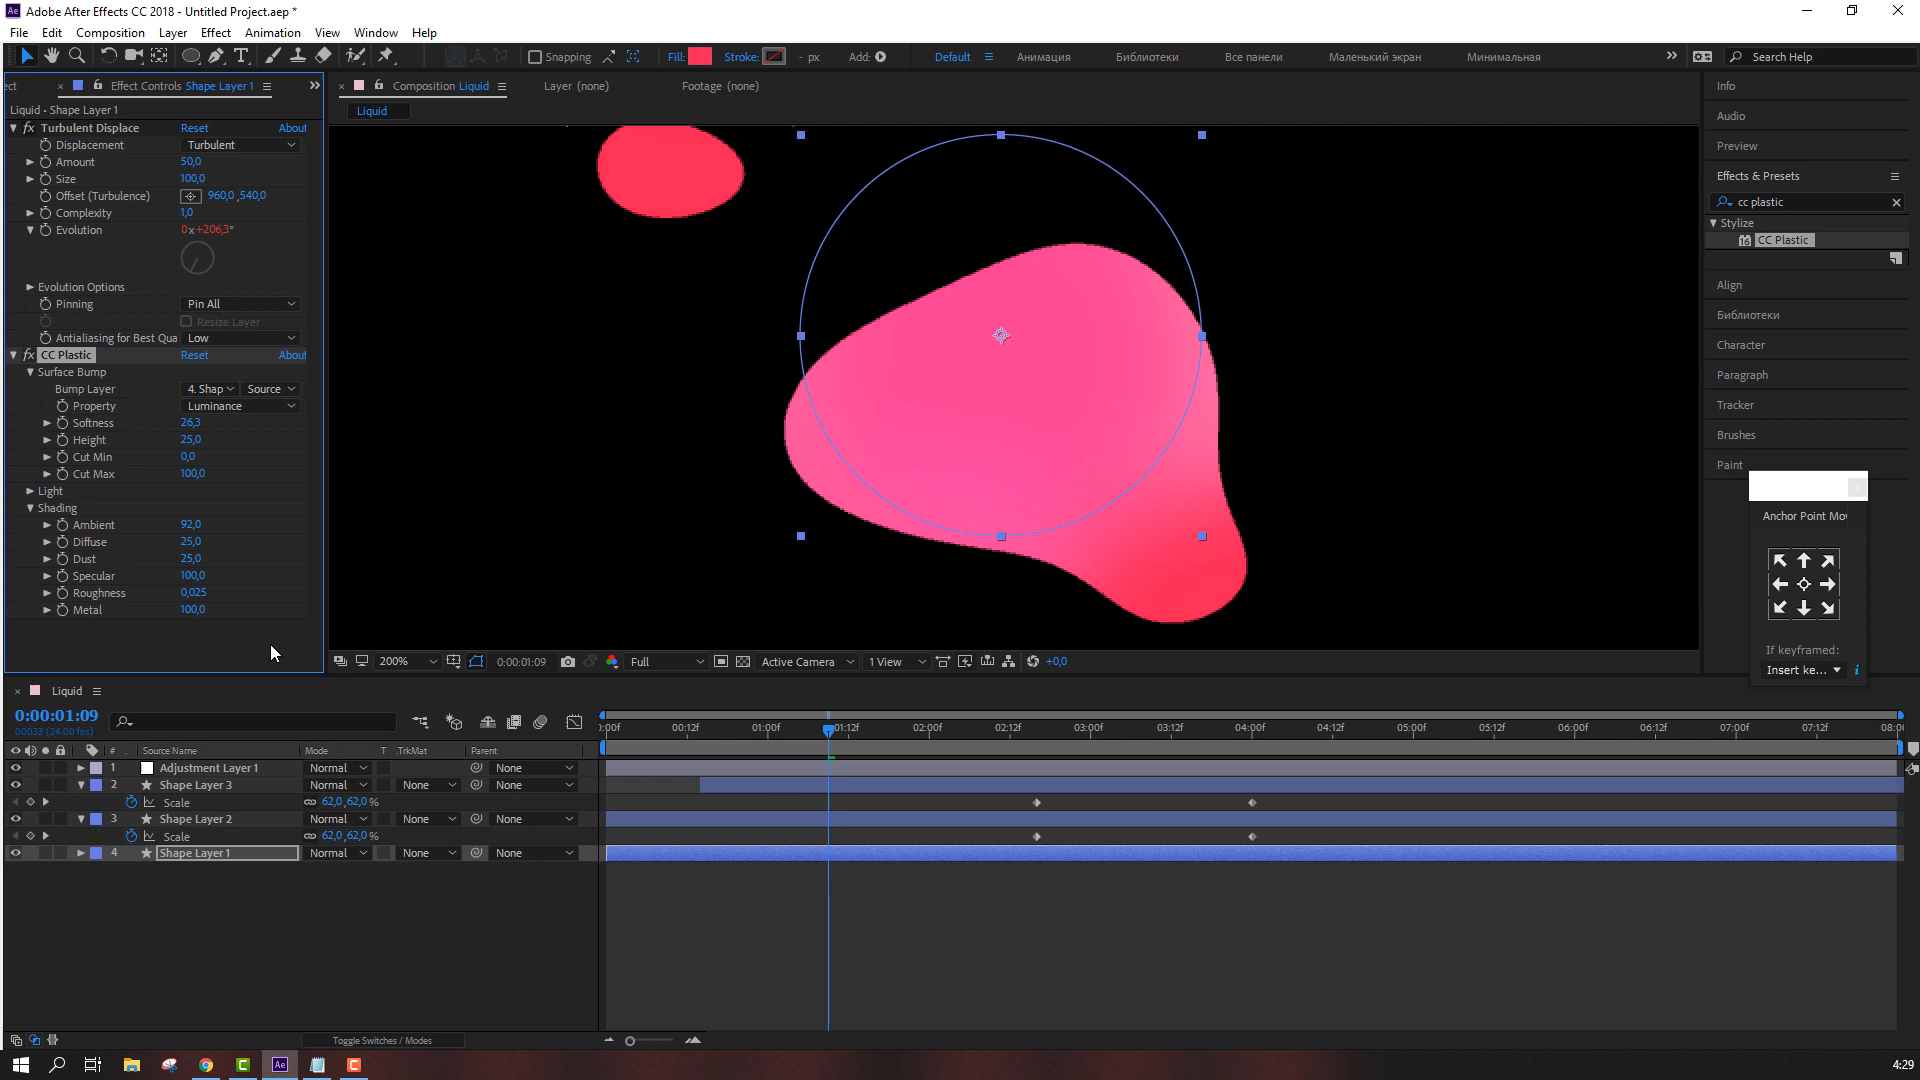 Adobe After Effects CC 2018 - Untitled Project.aep *
File Edit Composition Layer Effect Animation View Window Help
Snapping Fill: Stroke: - px Add: Default Анимация Библиотеки Все панели Маленький экран Минимальная Search Help
ect Effect Controls Shape Layer 1
Liquid • Shape Layer 1
Turbulent Displace Reset About
Displacement Turbulent
Amount 50,0
Size 100,0
Offset (Turbulence) 960,0 ,540,0
Complexity 1,0
Evolution 0x+206,3°
Evolution Options
Pinning Pin All
Resize Layer
Antialiasing for Best Qua Low
CC Plastic Reset About
Surface Bump
Bump Layer 4. Shap Source
Property Luminance
Softness 26,3
Height 25,0
Cut Min 0,0
Cut Max 100,0
Light
Shading
Ambient 92,0
Diffuse 25,0
Dust 25,0
Specular 100,0
Roughness 0,025
Metal 100,0
Composition Liquid Layer (none) Footage (none)
Liquid
200% 0:00:01:09 Full Active Camera 1 View +0,0
Info
Audio
Preview
Effects & Presets
cc plastic
Stylize
16 CC Plastic
Align
Библиотеки
Character
Paragraph
Tracker
Brushes
Paint
Anchor Point Mov
If keyframed:
Insert ke... i
Liquid
0:00:01:09
00033 (24.00 fps)
):00f 00:12f 01:00f 01:12f 02:00f 02:12f 03:00f 03:12f 04:00f 04:12f 05:00f 05:12f 06:00f 06:12f 07:00f 07:12f 08:00
# Source Name Mode T .TrkMat Parent
1 Adjustment Layer 1 Normal None
2 Shape Layer 3 Normal None None
Scale 62,0,62,0%
3 Shape Layer 2 Normal None None
Scale 62,0,62,0%
4 Shape Layer 1 Normal None None
Toggle Switches / Modes
Ae 4:29